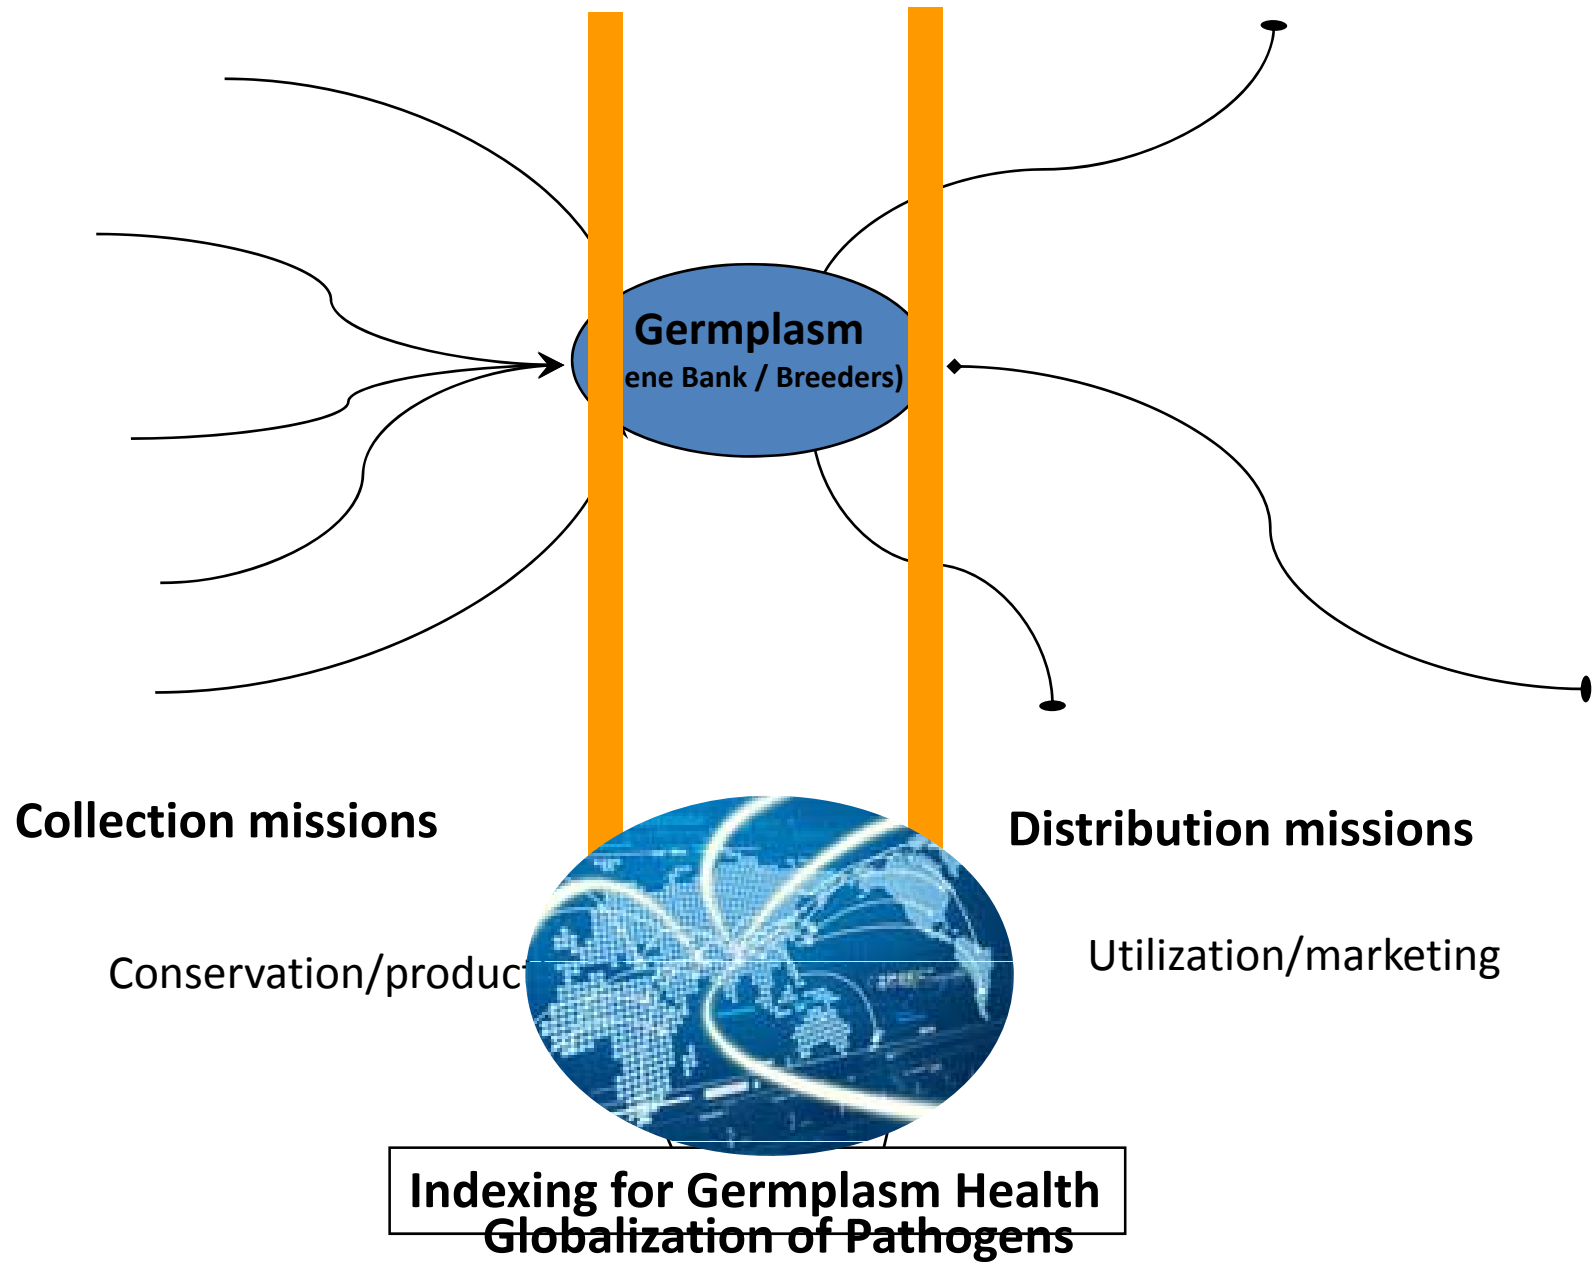 Germplasm
ene Bank / Breeders)
Collection missions
Distribution missions
Conservation/product
Utilization/marketing
Indexing for Germplasm Health
Globalization of Pathogens